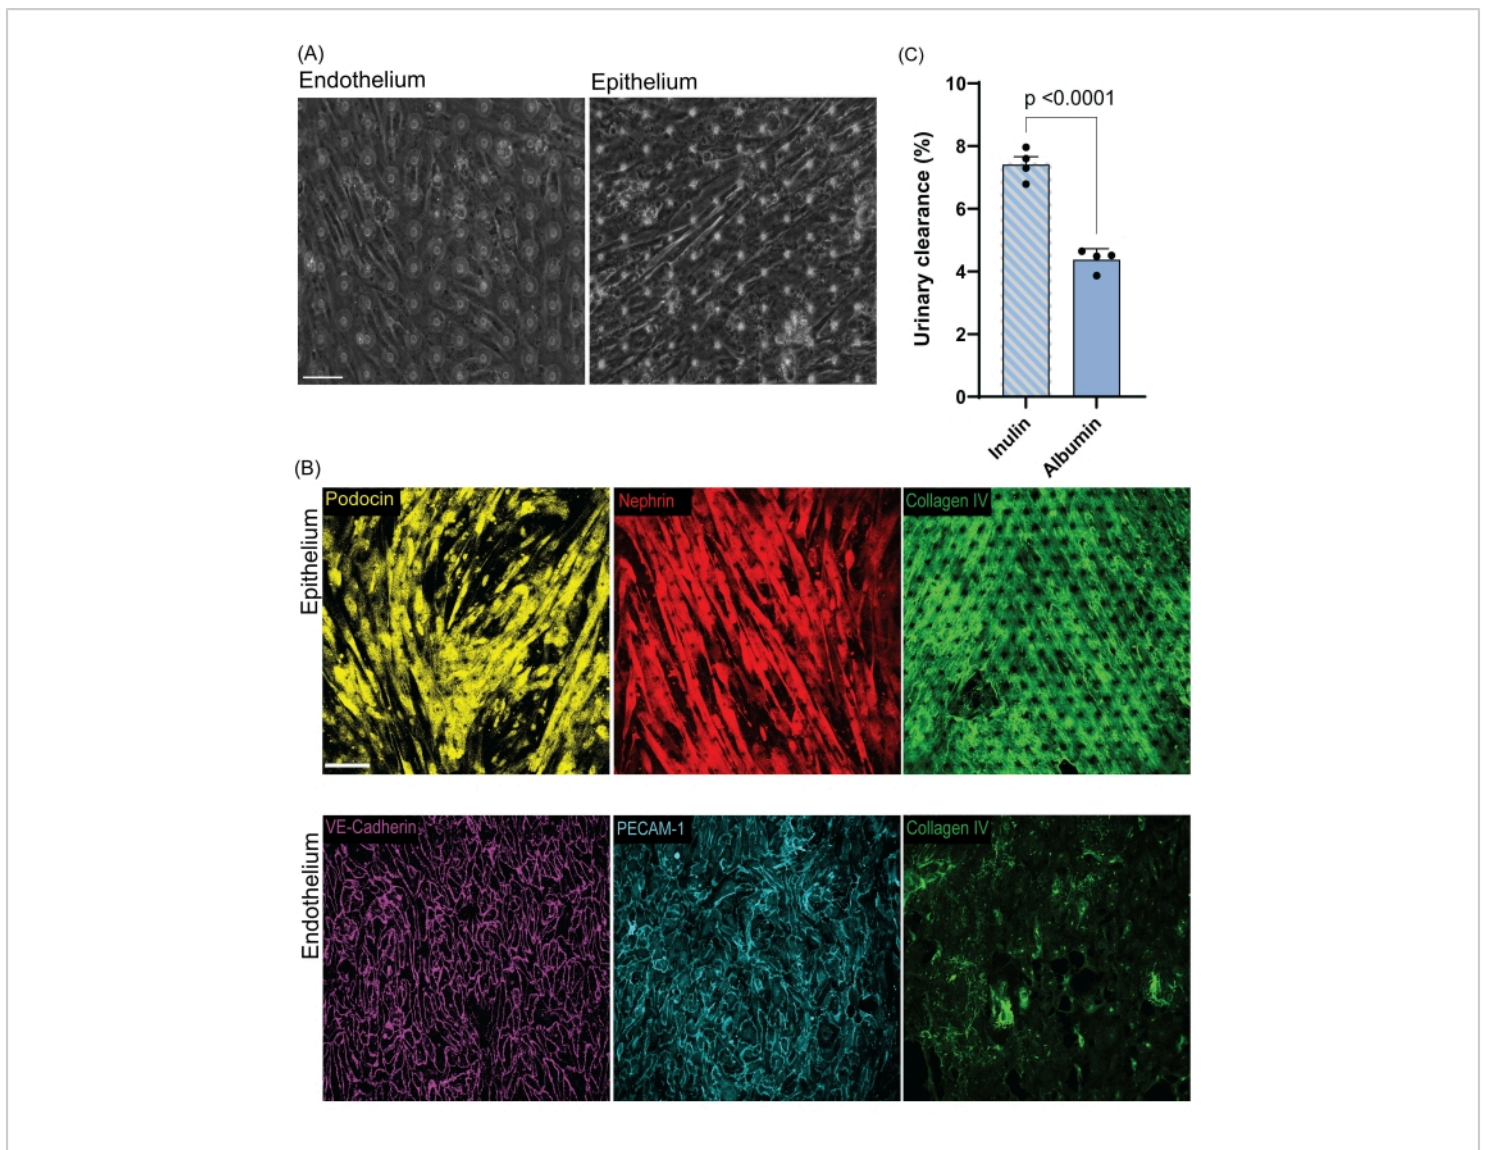 (A)
Endothelium
Epithelium
(C)
10
p <0.0001
8
6
4
2
0
Urinary clearance (%)
Inulin
Albumin
(B)
Epithelium
Podocin
Nephrin
Collagen IV
Endothelium
VE-Cadherin
PECAM-1
Collagen IV